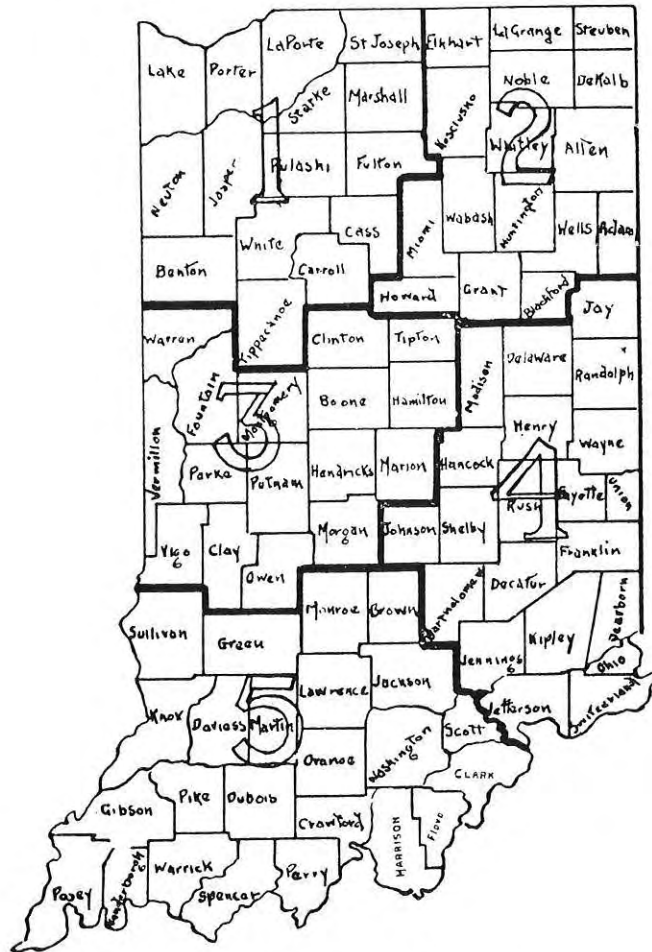 LaPorte
St Joseph
Elkhart
LaGrange
Steuben
Lake
Porter
Noble
DeKalb
Starke
Marshall
Kosciusko
1
2
Whitley
Allen
Newton
Jasper
Pulaski
Fulton
Miami
Wabash
Huntington
Wells
Adams
White
Cass
Benton
Carroll
Howard
Grant
Blackford
Jay
Warren
Tippecanoe
Clinton
Tipton
Madison
Delaware
Randolph
Fountain
Montgomery
3
Boone
Hamilton
Henry
Wayne
Vermillon
Parke
Putnam
Hendricks
Marion
Hancock
4
Rush
Fayette
Union
Vigo
Clay
Owen
Morgan
Johnson
Shelby
Franklin
Decatur
Bartholomew
Dearborn
Sullivan
Monroe
Brown
Green
Jennings
Ripley
Ohio
Lawrence
Jackson
Jefferson
Switzerland
Knox
Daviess
Martin
5
Orange
Washington
Scott
CLARK
Gibson
Pike
Dubois
Crawford
HARRISON
FLOYD
Posey
Vanderborgh
Warrick
Spencer
Perry